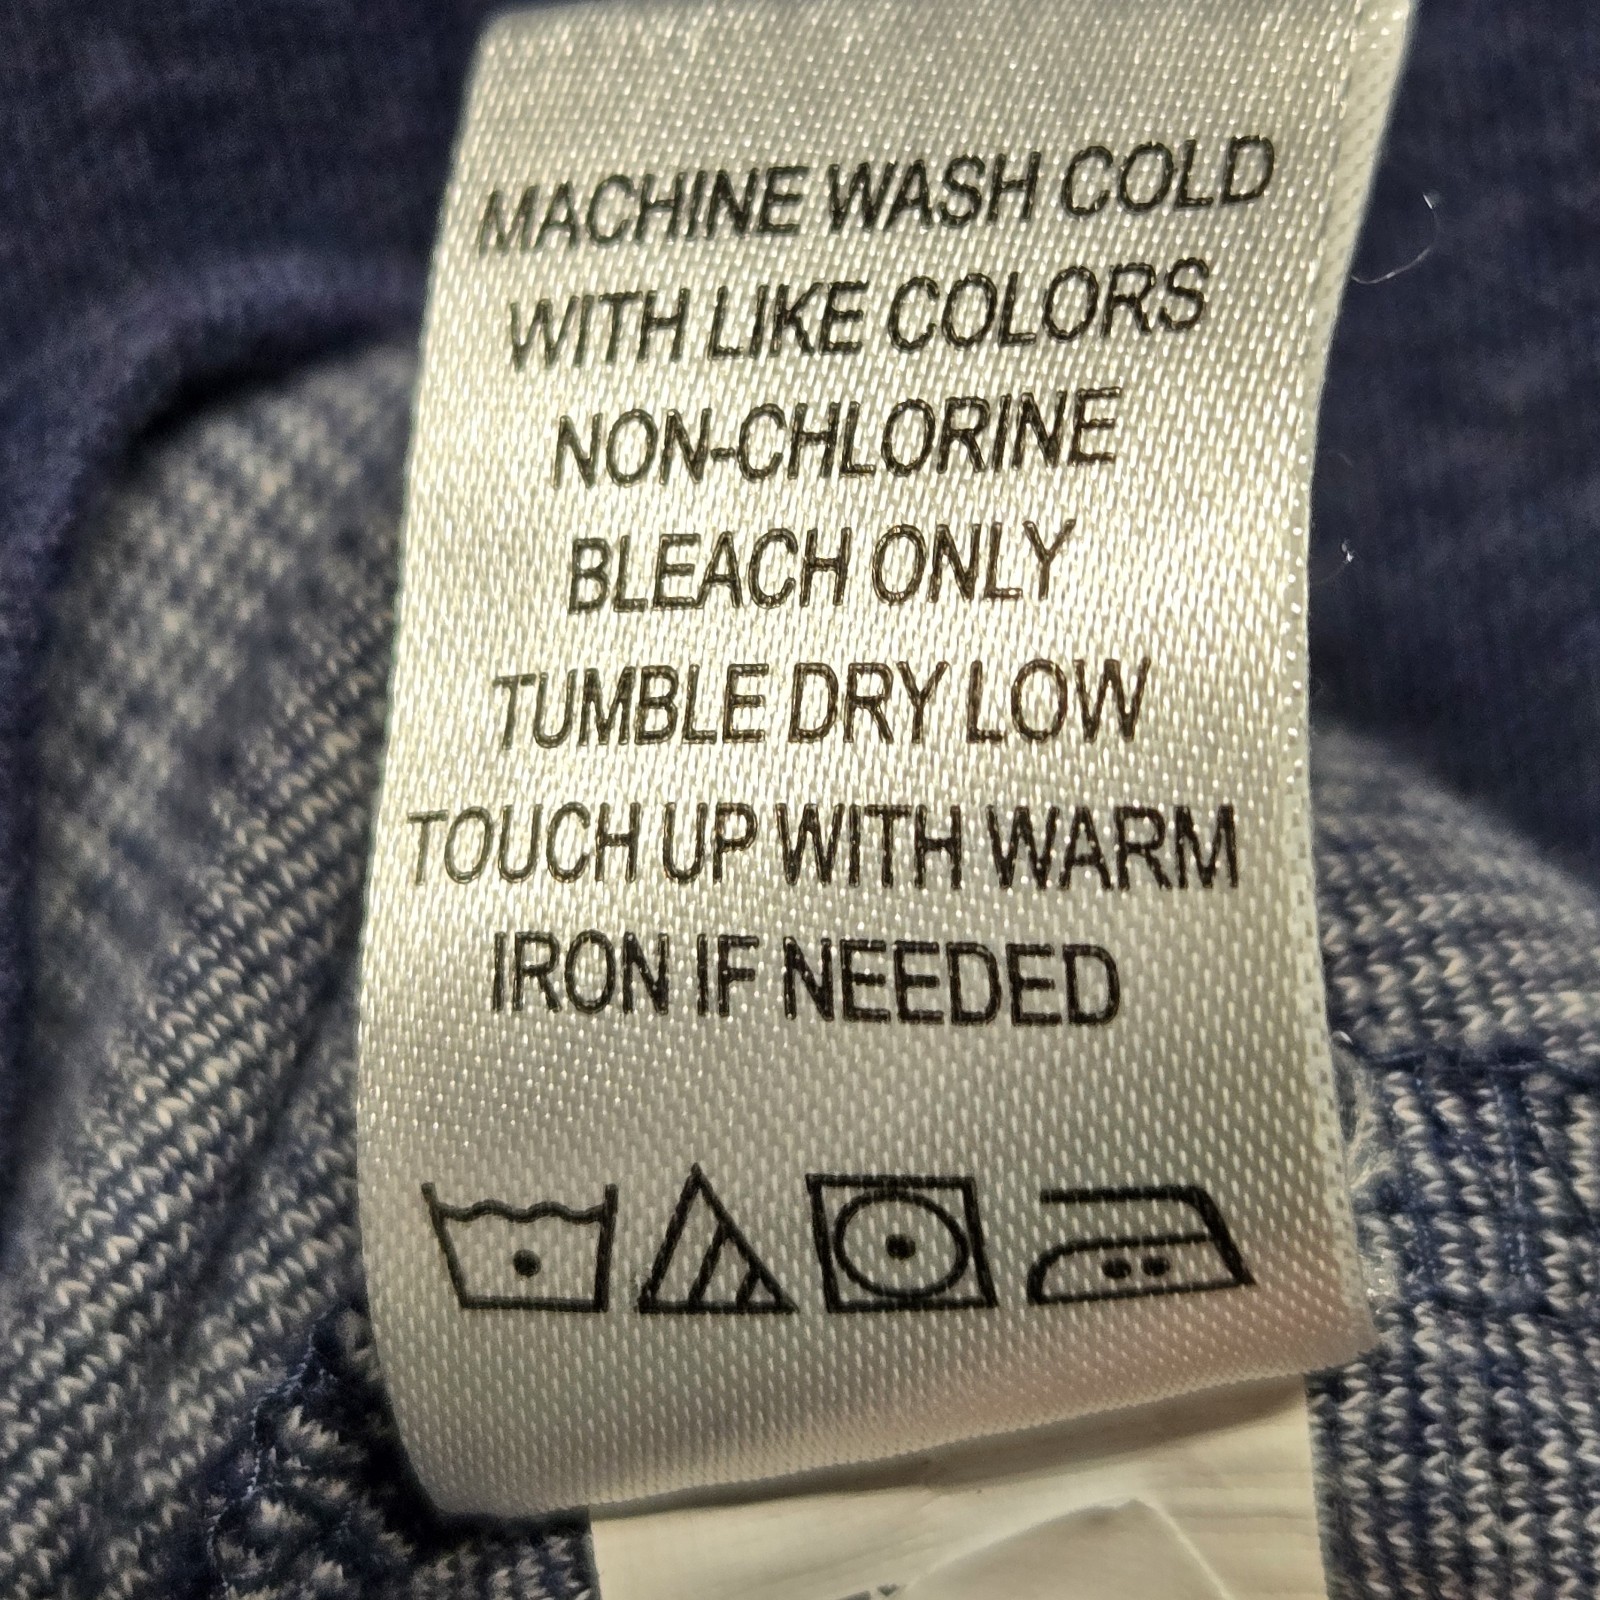 MACHINE WASH COLD
WITH LIKE COLORS
NON-CHLORINE
BLEACH ONLY
TUMBLE DRY LOW
TOUCH UP WITH WARM
IRON IF NEEDED